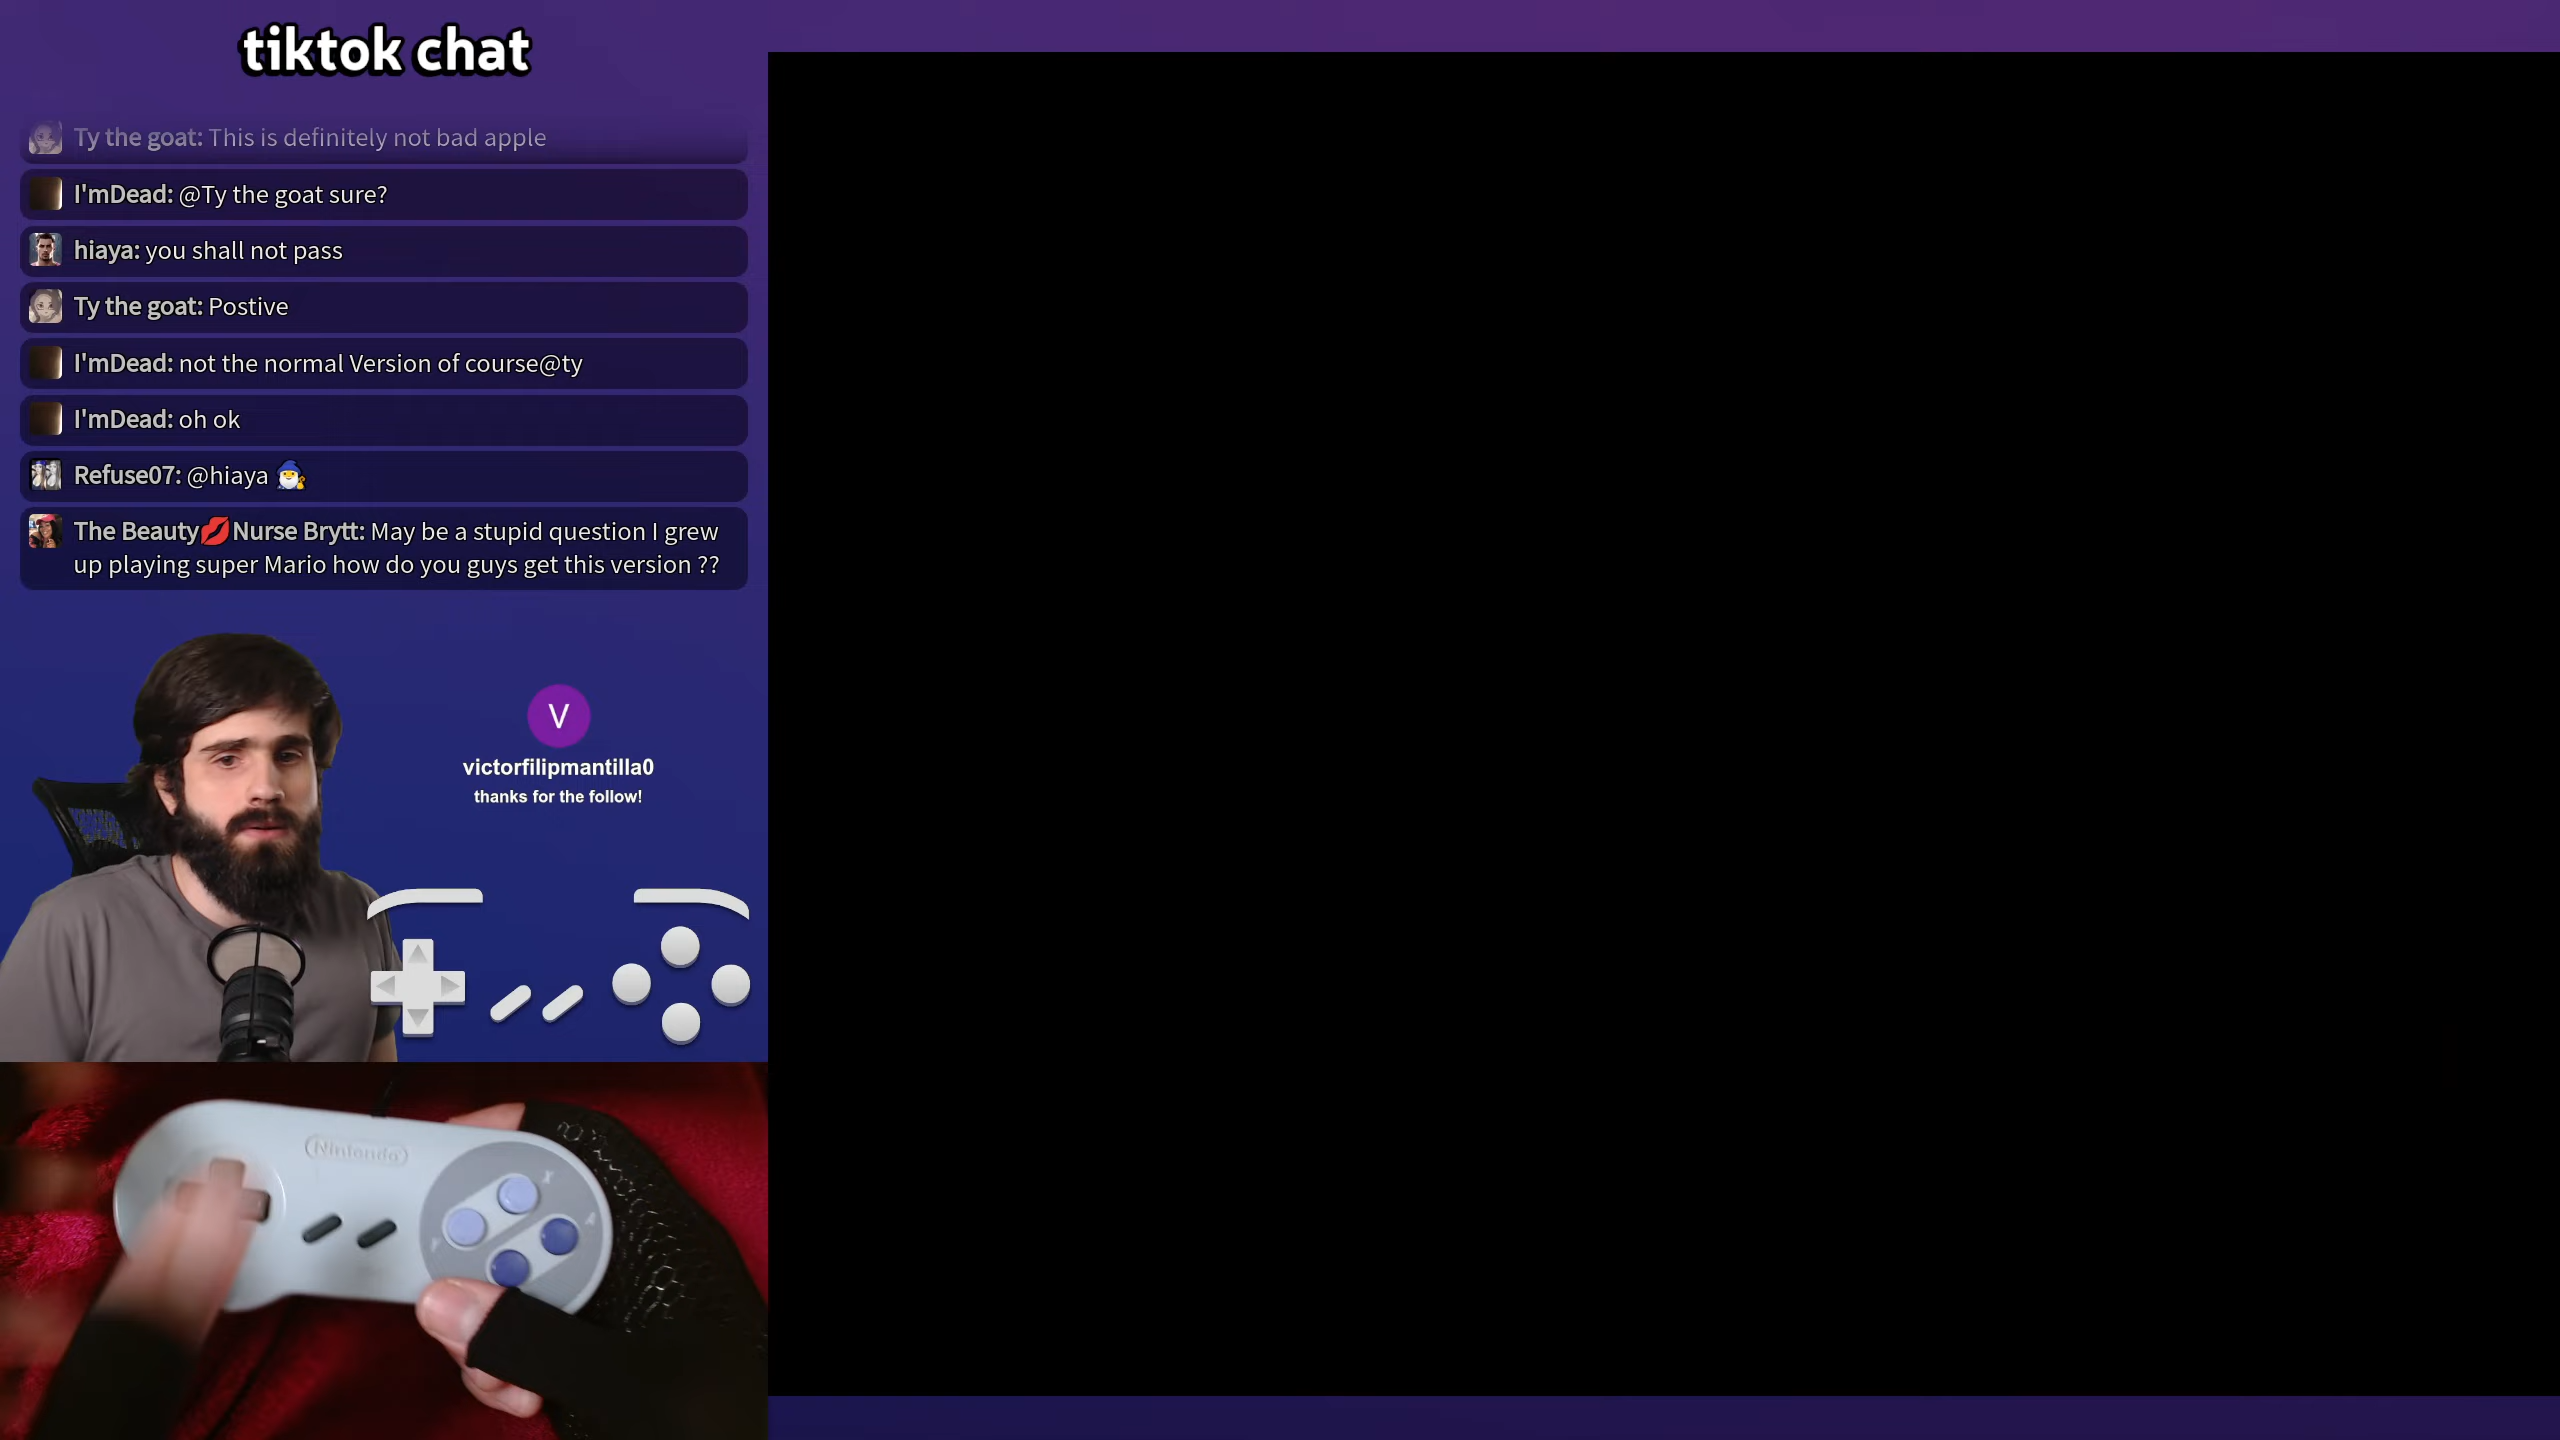 tiktok chat
Ty the goat: This is definitely not bad apple
I'mDead: @Ty the goat sure?
hiaya: you shall not pass
Ty the goat: Postive
I'mDead: not the normal Version of course@ty
I'mDead: oh ok
Refuse07: @hiaya 🧙‍♂️
The Beauty💋Nurse Brytt: May be a stupid question I grew
up playing super Mario how do you guys get this version ??
V
victorfilipmantilla0
thanks for the follow!
Nintendo
X
A
Y